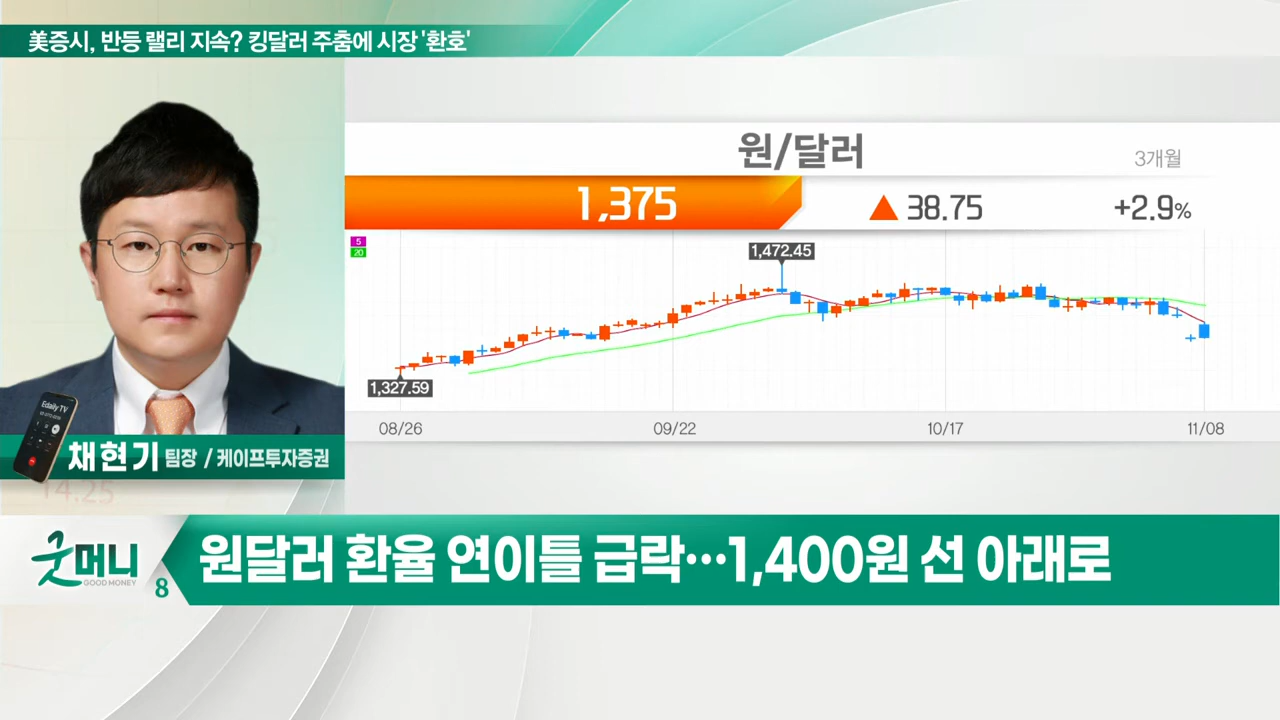 美증시, 반등 랠리 지속? 킹달러 주춤에 시장 '환호'
원/달러
3개월
1,375 ▲ 38.75 +2.9%
5
20
1,472.45
1,327.59
08/26 09/22 10/17 11/08
Edaily TV
채현기 팀장 / 케이프투자증권
14.25
굿머니
GOOD MONEY
8
원달러 환율 연이틀 급락…1,400원 선 아래로